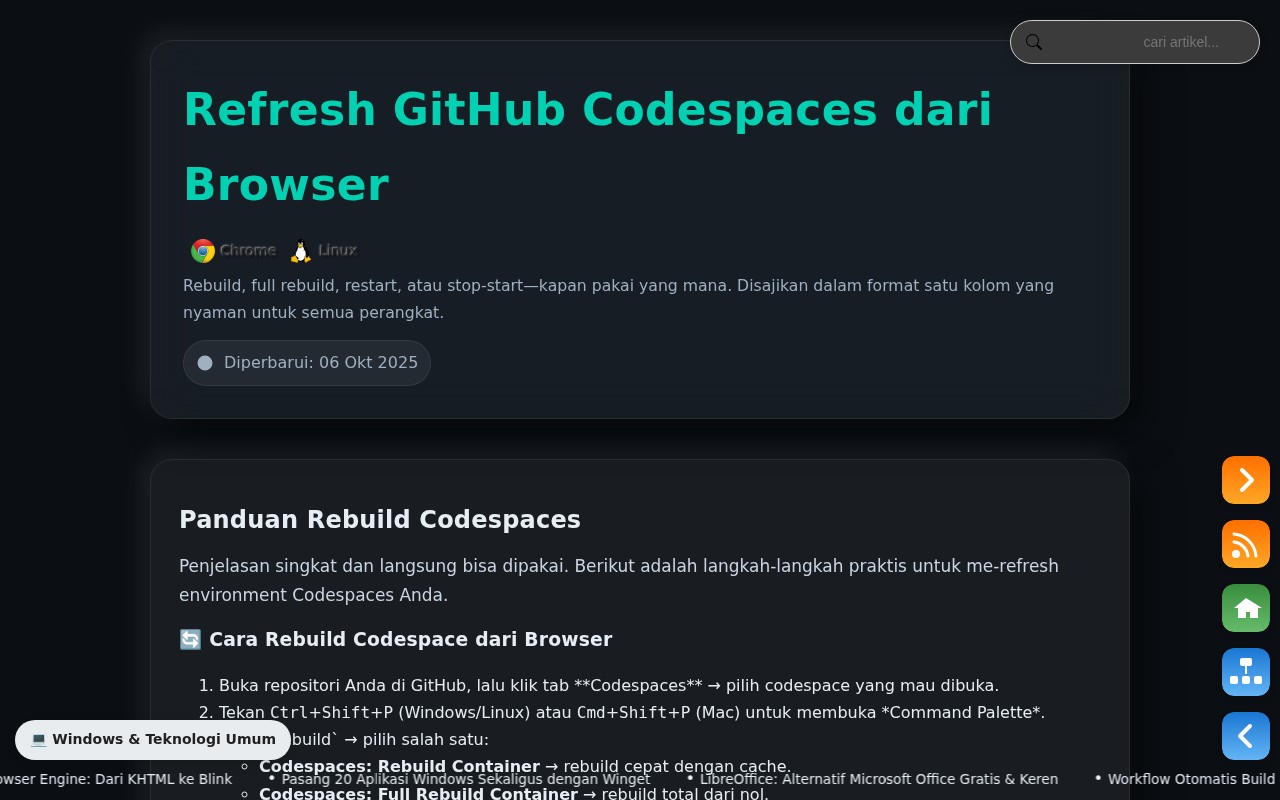 cari artikel...
Refresh GitHub Codespaces dari
Browser
Chrome Linux
Rebuild, full rebuild, restart, atau stop-start—kapan pakai yang mana. Disajikan dalam format satu kolom yang
nyaman untuk semua perangkat.
Diperbarui: 06 Okt 2025
Panduan Rebuild Codespaces
Penjelasan singkat dan langsung bisa dipakai. Berikut adalah langkah-langkah praktis untuk me-refresh
environment Codespaces Anda.
🔄 Cara Rebuild Codespace dari Browser
1. Buka repositori Anda di GitHub, lalu klik tab **Codespaces** → pilih codespace yang mau dibuka.
2. Tekan Ctrl+Shift+P (Windows/Linux) atau Cmd+Shift+P (Mac) untuk membuka *Command Palette*.
build` → pilih salah satu:
💻 Windows & Teknologi Umum
Codespaces: Rebuild Container → rebuild cepat dengan cache.
owser Engine: Dari KHTML ke Blink • Pasang 20 Aplikasi Windows Sekaligus dengan Winget • LibreOffice: Alternatif Microsoft Office Gratis & Keren • Workflow Otomatis Build
Codespaces: Full Rebuild Container → rebuild total dari nol.